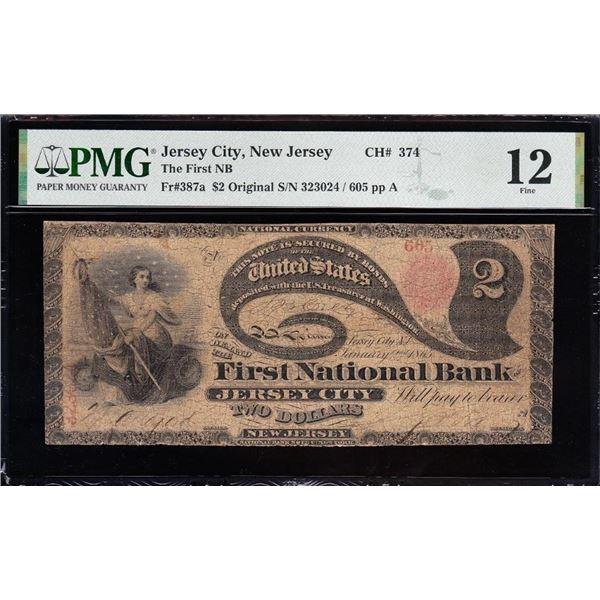 PMG
PAPER MONEY GUARANTY
Jersey City, New Jersey CH# 374
The First NB
Fr#387a $2 Original S/N 323024 / 605 pp A
12
Fine
NATIONAL CURRENCY
THIS NOTE IS SECURED BY BONDS
OF THE
United States
deposited with the U.S. Treasurer at Washington
605
2
ON DEMAND
THE
Jersey City N.J.
January 2nd
First National Bank
JERSEY CITY
Will pay to bearer
TWO DOLLARS
NEW JERSEY